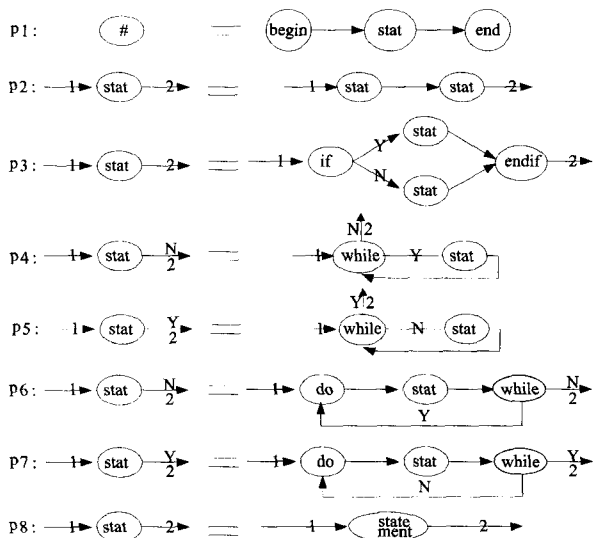 p1: # = begin stat end
p2: 1 stat 2 = 1 stat stat 2
Y stat
p3: 1 stat 2 = 1 if endif 2
N stat
N 2
p4: 1 stat N 2 = 1 while Y stat
Y 2
p5: 1 stat Y 2 = 1 while N stat
p6: 1 stat N 2 = 1 do stat while N 2
Y
p7: 1 stat Y 2 = 1 do stat while Y 2
N
p8: 1 stat 2 = 1 state ment 2